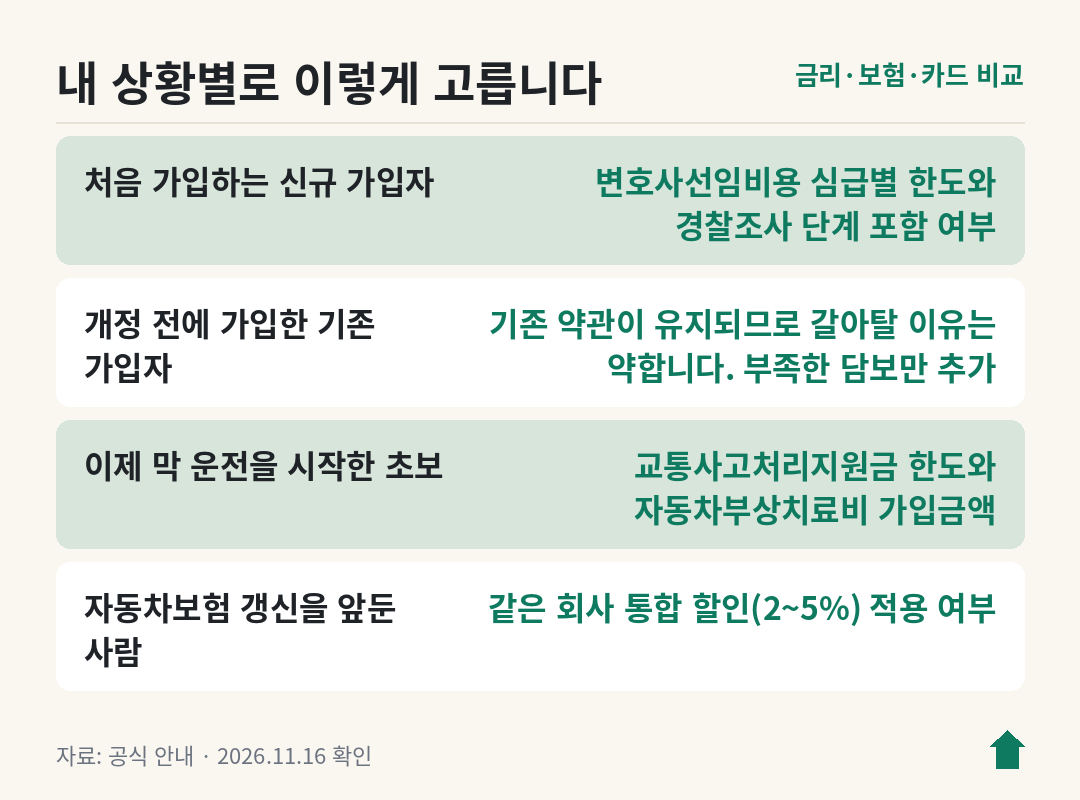 내 상황별로 이렇게 고릅니다
금리·보험·카드 비교
처음 가입하는 신규 가입자
변호사선임비용 심급별 한도와
경찰조사 단계 포함 여부
개정 전에 가입한 기존
가입자
기존 약관이 유지되므로 갈아탈 이유는
약합니다. 부족한 담보만 추가
이제 막 운전을 시작한 초보
교통사고처리지원금 한도와
자동차부상치료비 가입금액
자동차보험 갱신을 앞둔
사람
같은 회사 통합 할인(2~5%) 적용 여부
자료: 공식 안내 · 2026.11.16 확인